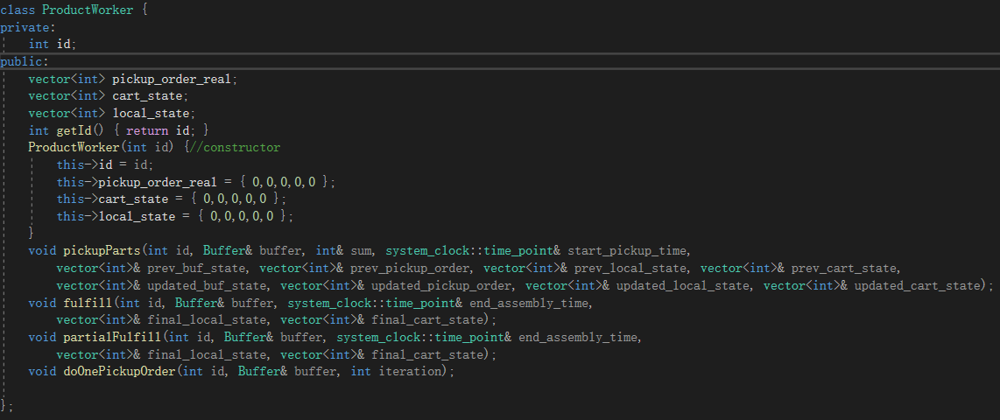 class ProductWorker {
private:
    int id;
public:
    vector<int> pickup_order_real;
    vector<int> cart_state;
    vector<int> local_state;
    int getId() { return id; }
    ProductWorker(int id) {//constructor
        this->id = id;
        this->pickup_order_real = { 0,0,0,0,0 };
        this->cart_state = { 0,0,0,0,0 };
        this->local_state = { 0,0,0,0,0 };
    }
    void pickupParts(int id, Buffer& buffer, int& sum, system_clock::time_point& start_pickup_time,
        vector<int>& prev_buf_state, vector<int>& prev_pickup_order, vector<int>& prev_local_state, vector<int>& prev_cart_state,
        vector<int>& updated_buf_state, vector<int>& updated_pickup_order, vector<int>& updated_local_state, vector<int>& updated_cart_state);
    void fulfill(int id, Buffer& buffer, system_clock::time_point& end_assembly_time,
        vector<int>& final_local_state, vector<int>& final_cart_state);
    void partialFulfill(int id, Buffer& buffer, system_clock::time_point& end_assembly_time,
        vector<int>& final_local_state, vector<int>& final_cart_state);
    void doOnePickupOrder(int id, Buffer& buffer, int iteration);
};